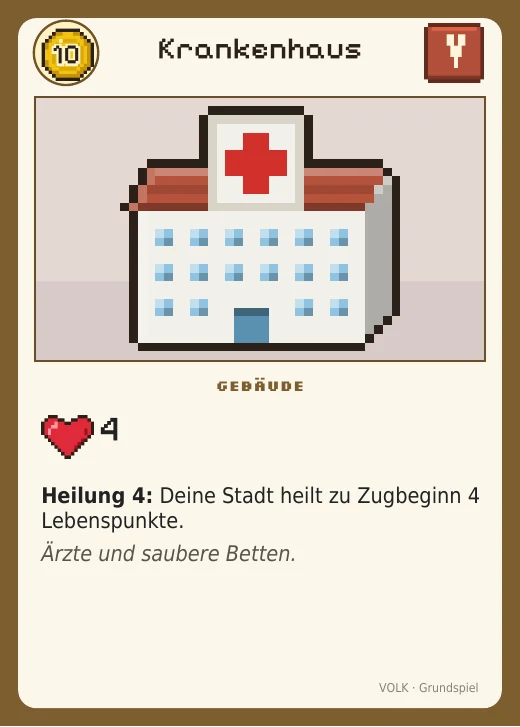 10
Krankenhaus
GEBÄUDE
4
Heilung 4: Deine Stadt heilt zu Zugbeginn 4
Lebenspunkte.
Ärzte und saubere Betten.
VOLK · Grundspiel